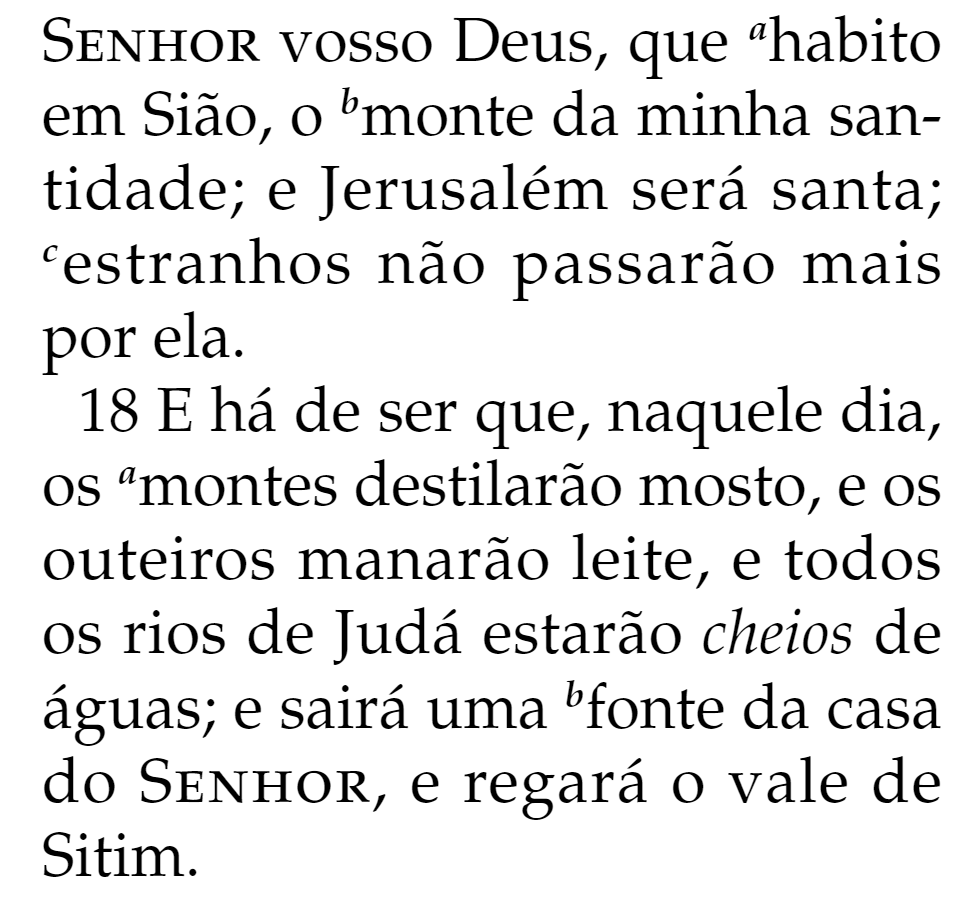 SENHOR vosso Deus, que ᵃhabito
em Sião, o ᵇmonte da minha san-
tidade; e Jerusalém será santa;
ᶜestranhos não passarão mais
por ela.
18 E há de ser que, naquele dia,
os ᵃmontes destilarão mosto, e os
outeiros manarão leite, e todos
os rios de Judá estarão cheios de
águas; e sairá uma ᵇfonte da casa
do SENHOR, e regará o vale de
Sitim.